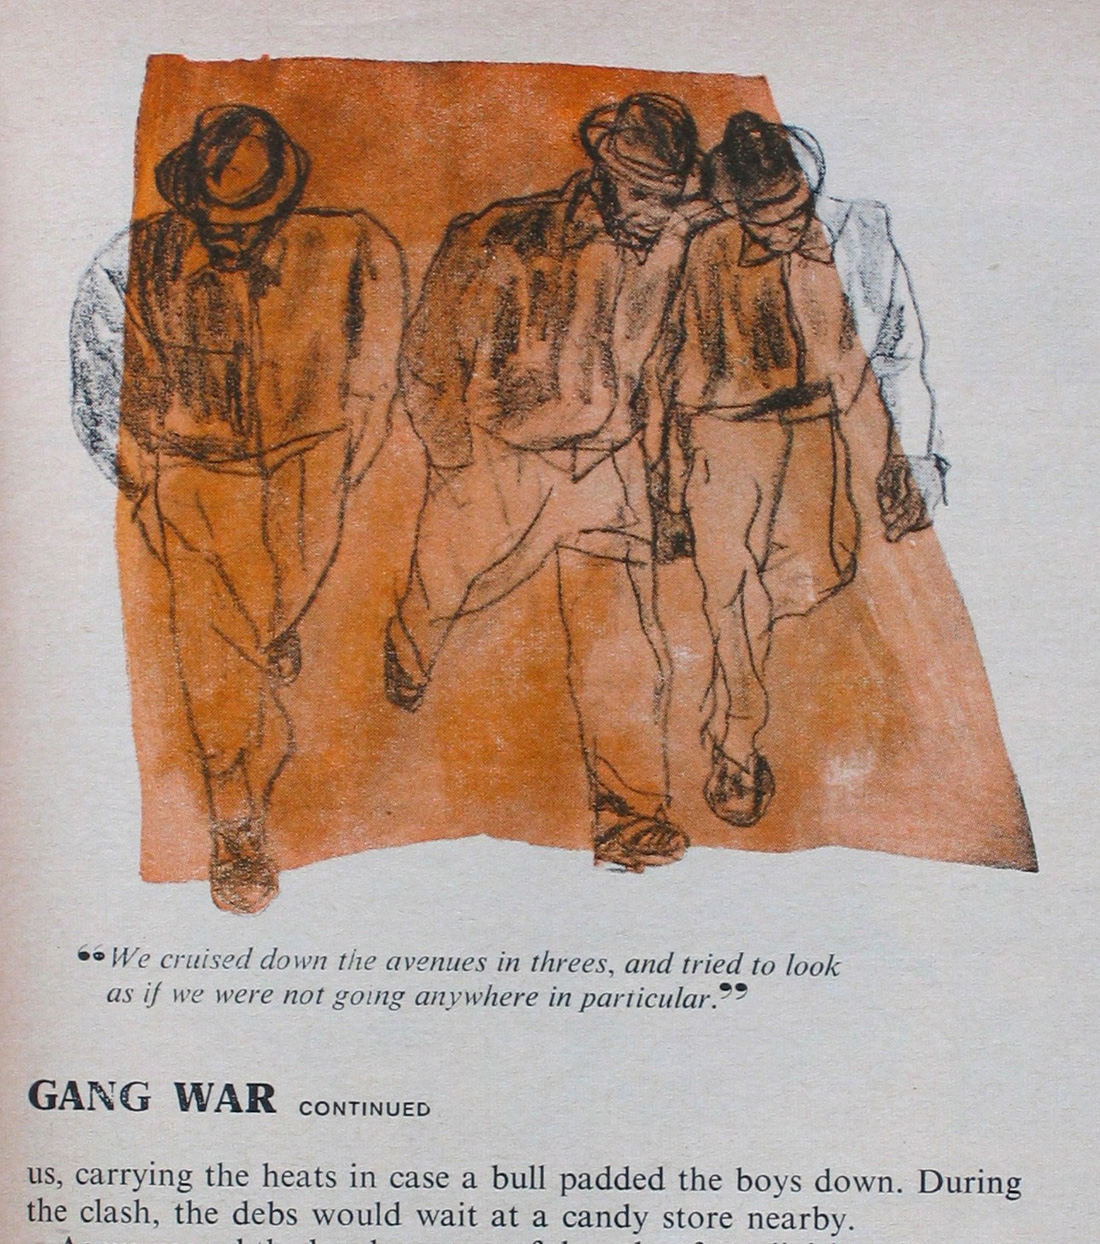 “We cruised down the avenues in threes, and tried to look
as if we were not going anywhere in particular.”
GANG WAR CONTINUED
us, carrying the heats in case a bull padded the boys down. During
the clash, the debs would wait at a candy store nearby.